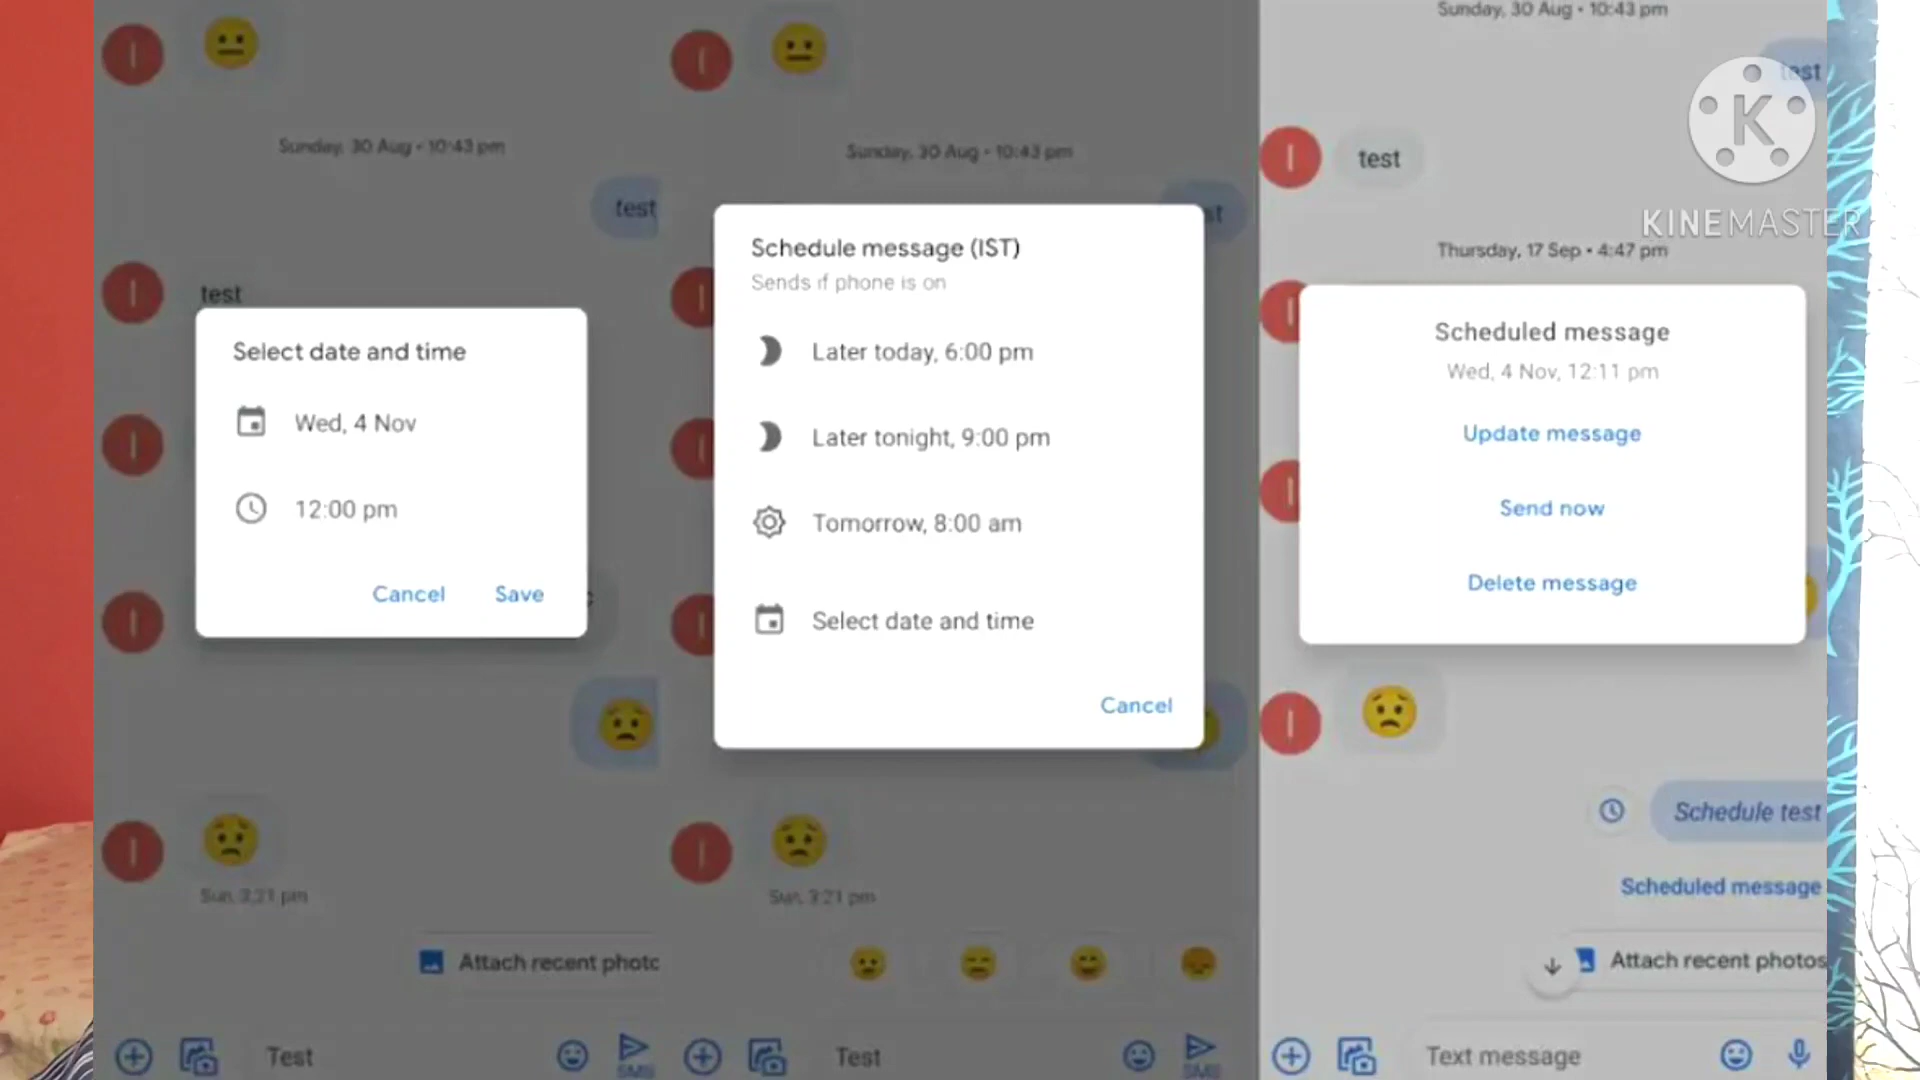 Sunday, 30 Aug • 10:43 pm
test
test
Select date and time
Wed, 4 Nov
12:00 pm
Cancel
Save
Sun, 3:21 pm
Attach recent
Test
SMS
Sunday, 30 Aug • 10:43 pm
Schedule message (IST)
Sends if phone is on
Later today, 6:00 pm
Later tonight, 9:00 pm
Tomorrow, 8:00 am
Select date and time
Cancel
Sun, 3:21 pm
Test
SMS
Sunday, 30 Aug • 10:43 pm
test
test
Thursday, 17 Sep • 4:47 pm
Scheduled message
Wed, 4 Nov, 12:11 pm
Update message
Send now
Delete message
Schedule test
Scheduled message
Attach recent photos
Text message
K
KINEMASTER